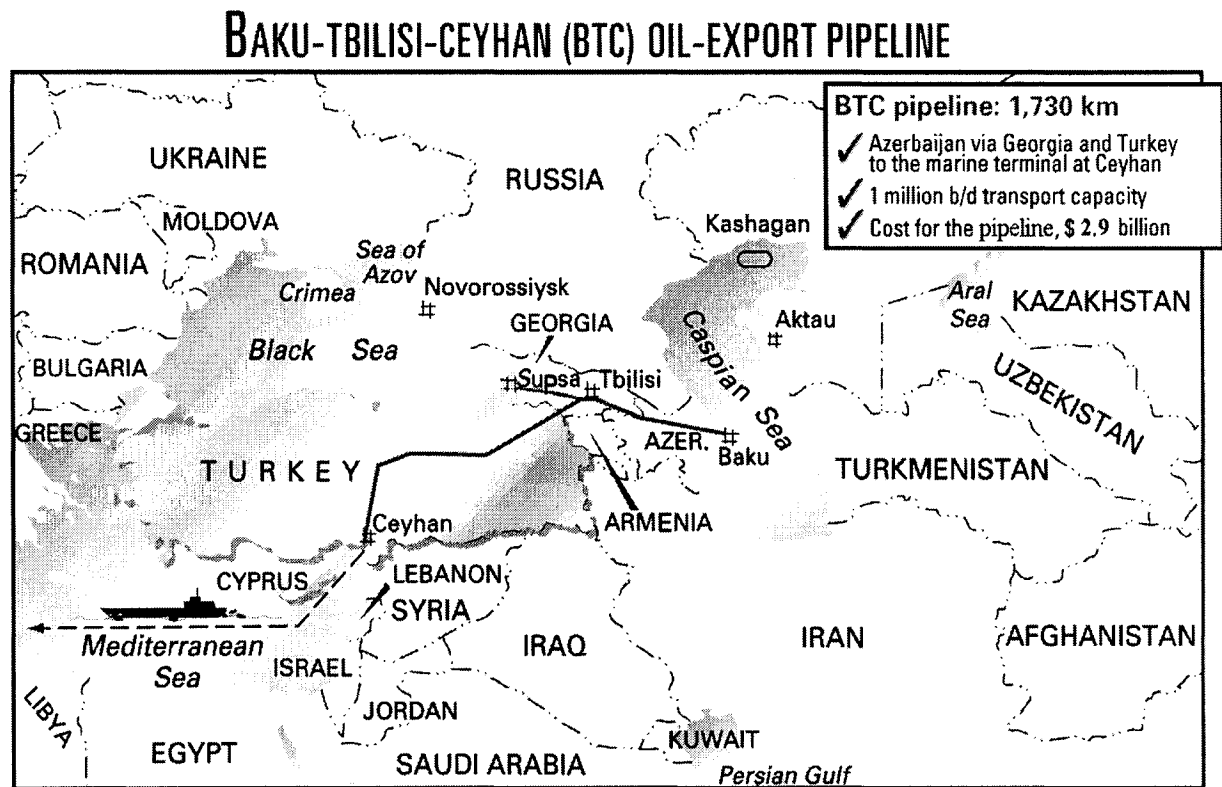 BAKU-TBILISI-CEYHAN (BTC) OIL-EXPORT PIPELINE
BTC pipeline: 1,730 km
✓ Azerbaijan via Georgia and Turkey
to the marine terminal at Ceyhan
✓ 1 million b/d transport capacity
✓ Cost for the pipeline, $ 2.9 billion
UKRAINE
RUSSIA
MOLDOVA
Kashagan
ROMANIA
Sea of
Azov
Crimea
Novorossiysk
Aral
Sea
KAZAKHSTAN
GEORGIA
Aktau
Black Sea
Caspian Sea
BULGARIA
Supsa
Tbilisi
UZBEKISTAN
GREECE
AZER.
Baku
TURKEY
TURKMENISTAN
Ceyhan
ARMENIA
CYPRUS
LEBANON
SYRIA
Mediterranean
Sea
IRAQ
IRAN
AFGHANISTAN
ISRAEL
LIBYA
JORDAN
KUWAIT
EGYPT
SAUDI ARABIA
Persian Gulf